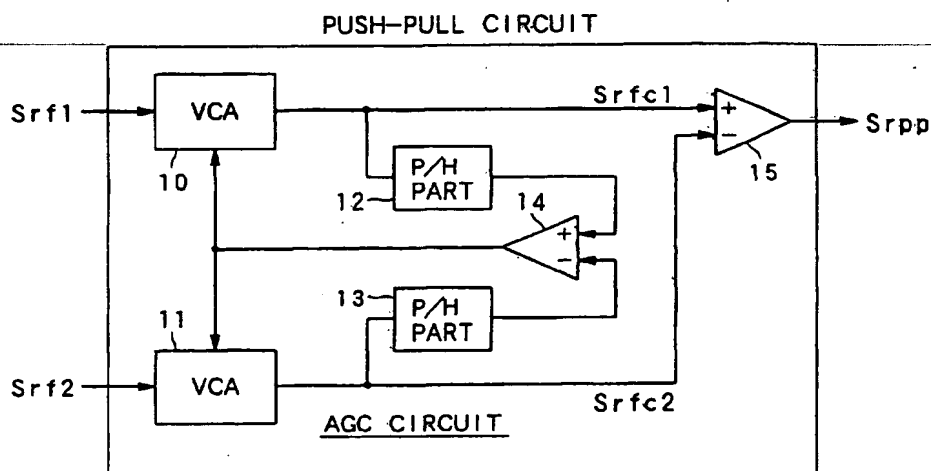 PUSH-PULL CIRCUIT
Srf1
VCA
10
Srfc1
+
−
15
Srpp
P/H
PART
12
14
+
−
13
P/H
PART
11
Srf2
VCA
Srfc2
AGC CIRCUIT